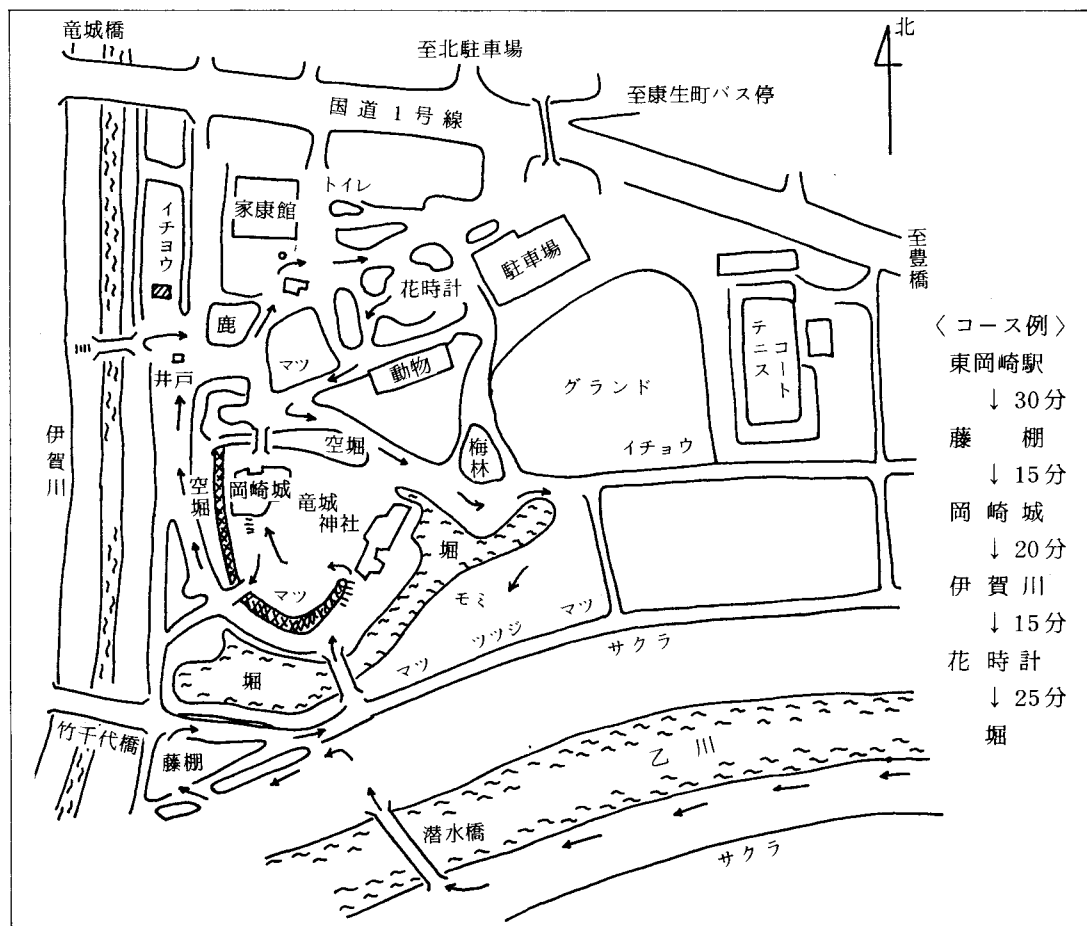 竜城橋
至北駐車場
北
至康生町バス停
国道1号線
トイレ
家康館
イチョウ
駐車場
至豊橋
花時計
鹿
テニスコート
マツ
動物
井戸
グランド
伊賀川
空堀
梅林
イチョウ
空堀
岡崎城
竜城神社
堀
マツ
モミ
ツツジ
マツ
マツ
サクラ
堀
竹千代橋
藤棚
乙川
潜水橋
サクラ
〈コース例〉
東岡崎駅
↓ 30分
藤棚
↓ 15分
岡崎城
↓ 20分
伊賀川
↓ 15分
花時計
↓ 25分
堀